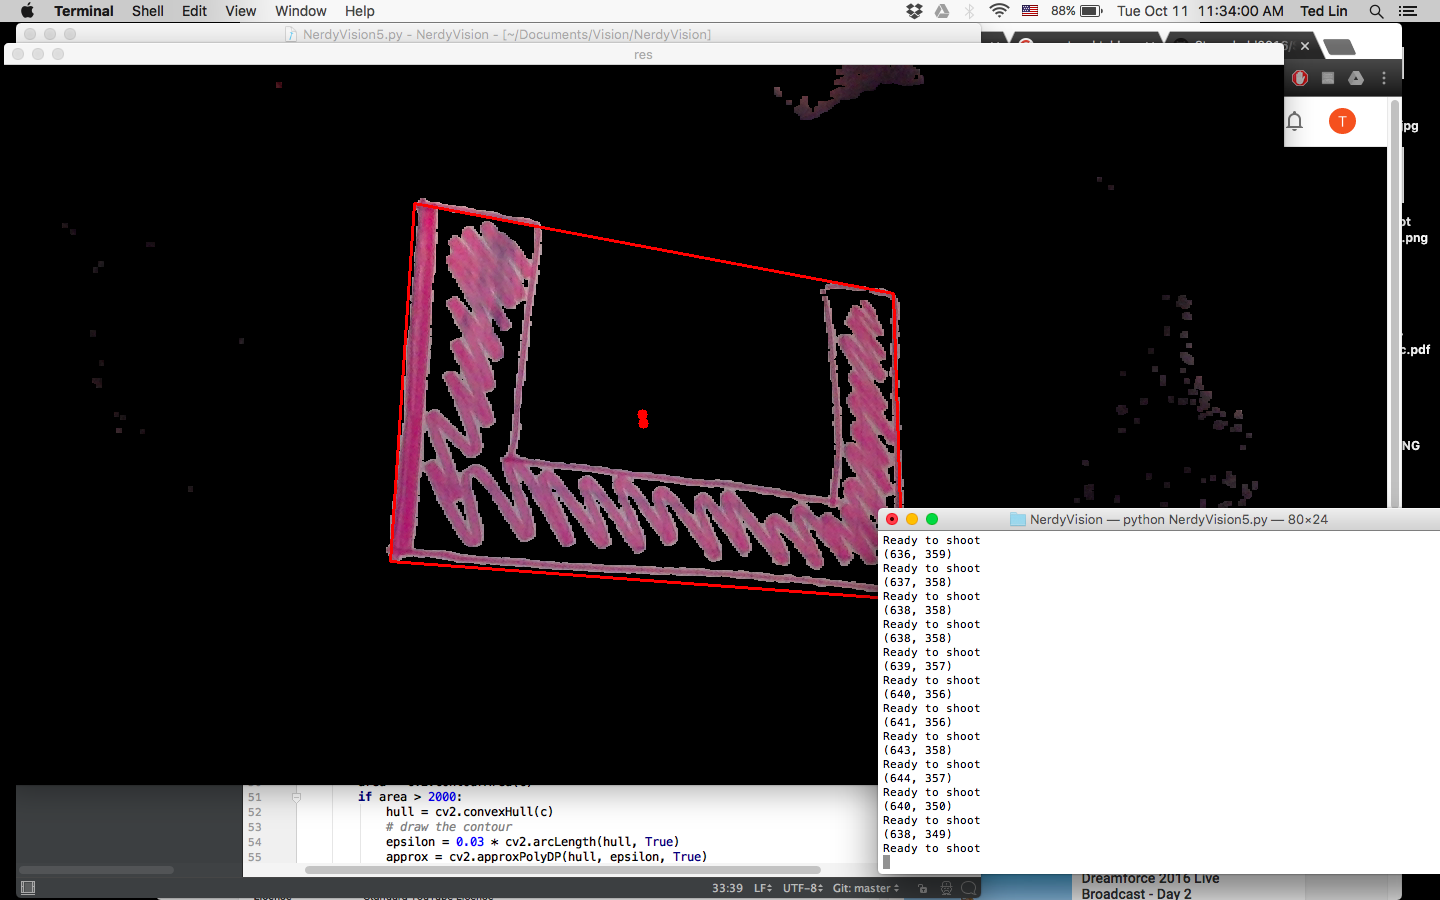 Terminal Shell Edit View Window Help 88% Tue Oct 11 11:34:00 AM Ted Lin
NerdyVision5.py - NerdyVision - [~/Documents/Vision/NerdyVision]
res
T
jpg
.png
c.pdf
NG
NerdyVision — python NerdyVision5.py — 80×24
Ready to shoot
(636, 359)
Ready to shoot
(637, 358)
Ready to shoot
(638, 358)
Ready to shoot
(638, 358)
Ready to shoot
(639, 357)
Ready to shoot
(640, 356)
Ready to shoot
(641, 356)
Ready to shoot
(643, 358)
Ready to shoot
(644, 357)
Ready to shoot
(640, 350)
Ready to shoot
(638, 349)
Ready to shoot
51 if area > 2000:
52 hull = cv2.convexHull(c)
53 # draw the contour
54 epsilon = 0.03 * cv2.arcLength(hull, True)
55 approx = cv2.approxPolyDP(hull, epsilon, True)
33:39 LF UTF-8 Git: master
Dreamforce 2016 Live
Broadcast - Day 2